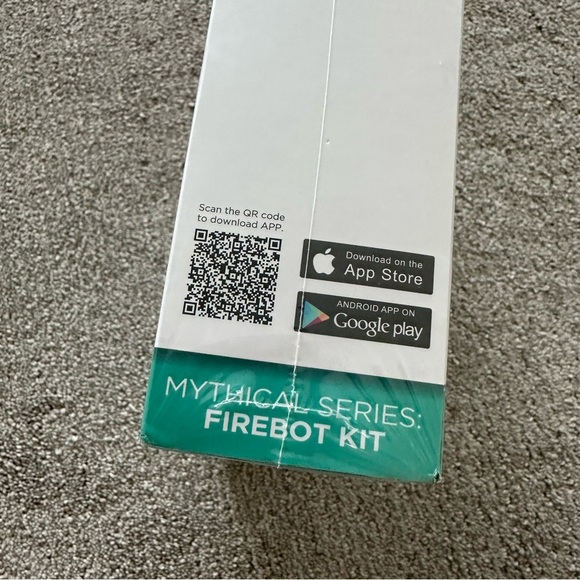 Scan the QR code
to download APP.
Download on the
App Store
ANDROID APP ON
Google play
MYTHICAL SERIES:
FIREBOT KIT